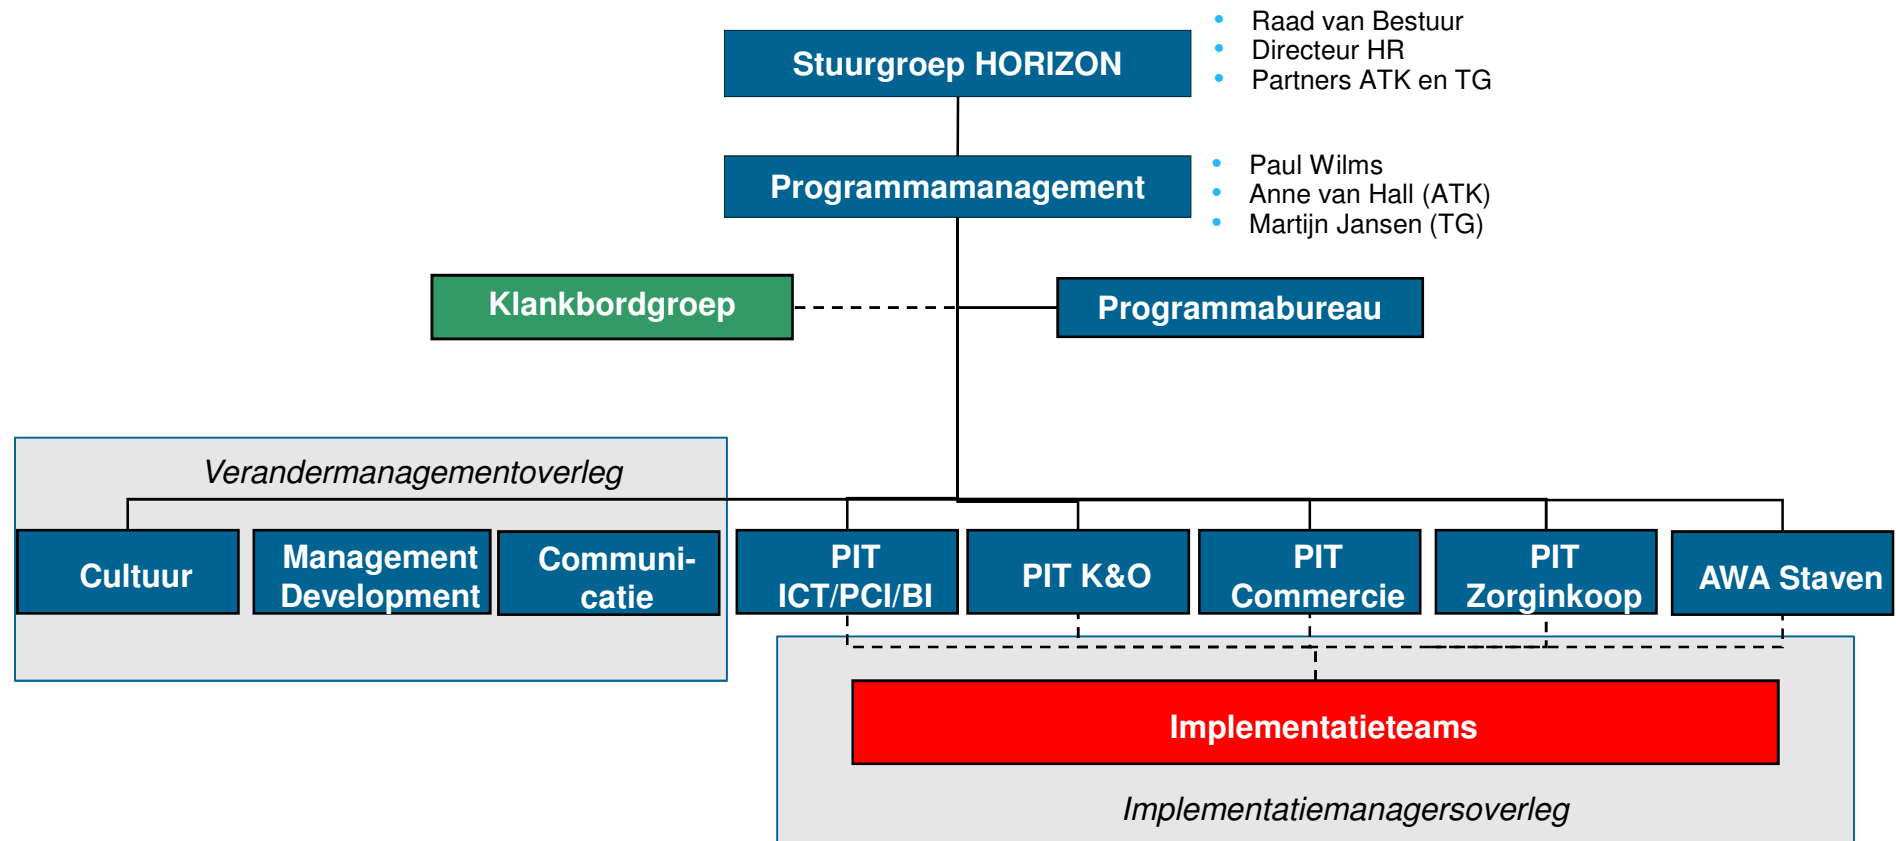 Stuurgroep HORIZON
• Raad van Bestuur
• Directeur HR
• Partners ATK en TG
Programmamanagement
• Paul Wilms
• Anne van Hall (ATK)
• Martijn Jansen (TG)
Klankbordgroep
Programmabureau
Verandermanagementoverleg
Cultuur
Management
Development
Communi-
catie
PIT
ICT/PCI/BI
PIT K&O
PIT
Commercie
PIT
Zorginkoop
AWA Staven
Implementatieteams
Implementatiemanagersoverleg